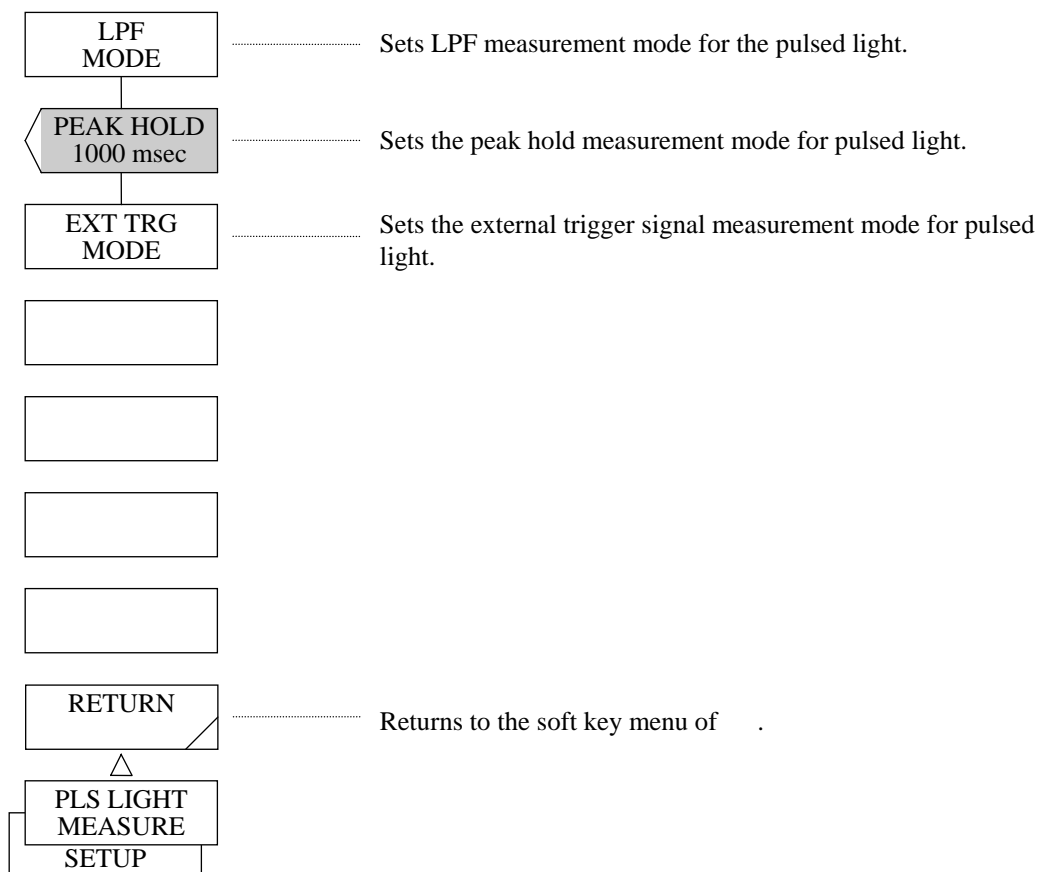 LPF
MODE
Sets LPF measurement mode for the pulsed light.
PEAK HOLD
1000 msec
Sets the peak hold measurement mode for pulsed light.
EXT TRG
MODE
Sets the external trigger signal measurement mode for pulsed
light.
RETURN
Returns to the soft key menu of .
PLS LIGHT
MEASURE
SETUP